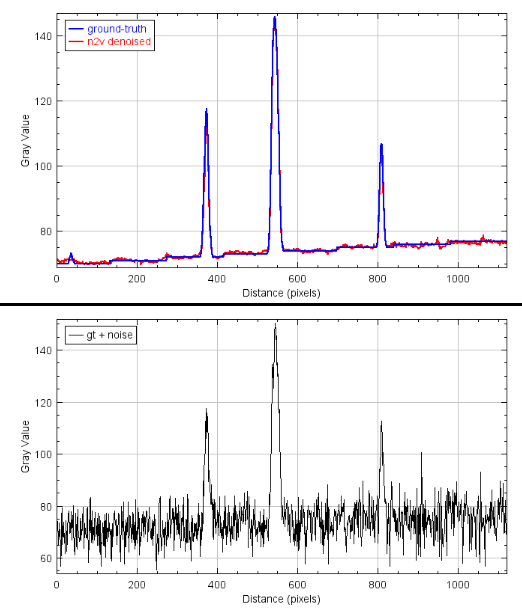 140
120
100
80
Gray Value
ground-truth
n2v denoised
0 200 400 600 800 1000
Distance (pixels)
140
120
100
80
60
Gray Value
gt + noise
0 200 400 600 800 1000
Distance (pixels)